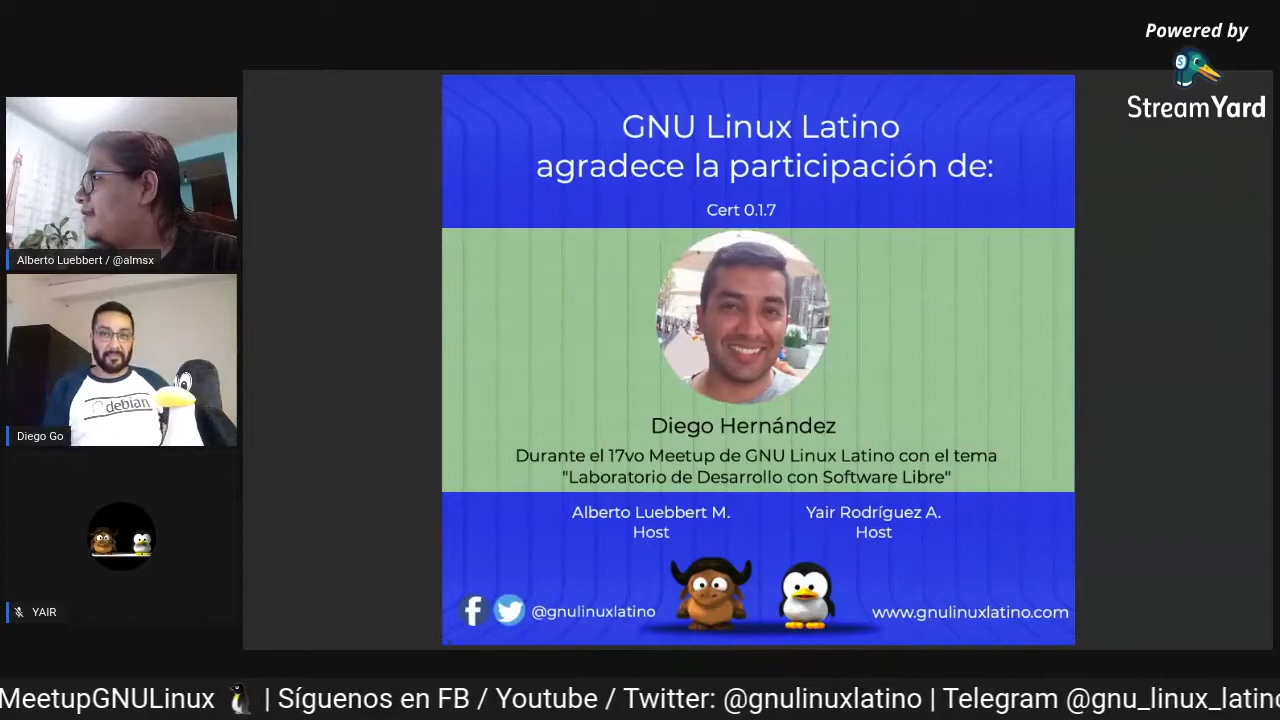 Powered by
StreamYard
GNU Linux Latino
agradece la participación de:
Cert 0.1.7
Alberto Luebbert / @almsx
debian
Diego Go
Diego Hernández
Durante el 17vo Meetup de GNU Linux Latino con el tema
"Laboratorio de Desarrollo con Software Libre"
Alberto Luebbert M.
Host
Yair Rodríguez A.
Host
YAIR
@gnulinuxlatino
www.gnulinuxlatino.com
MeetupGNULinux 🐧 | Síguenos en FB / Youtube / Twitter: @gnulinuxlatino | Telegram @gnu_linux_latino